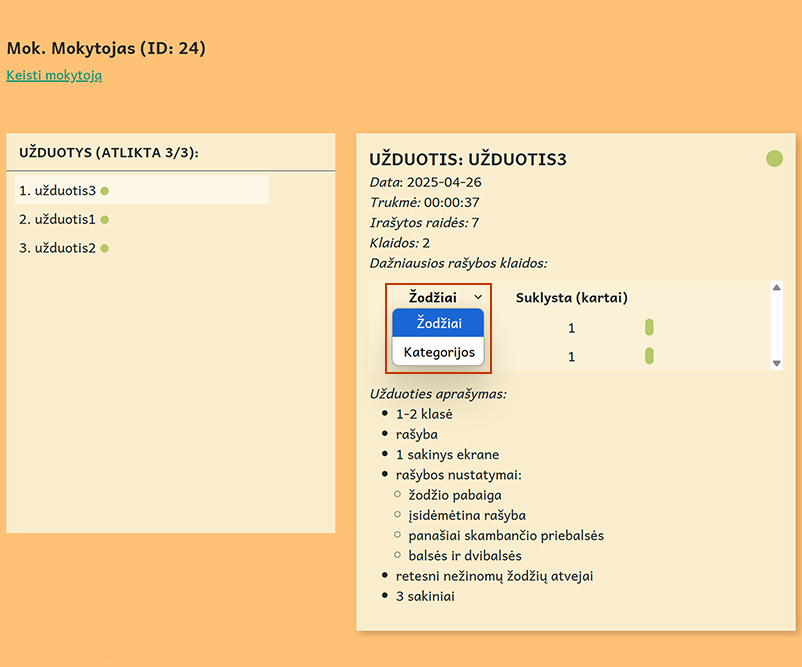 Mok. Mokytojas (ID: 24)
Keisti mokytoją
UŽDUOTYS (ATLIKTA 3/3):
1. užduotis3
2. užduotis1
3. užduotis2
UŽDUOTIS: UŽDUOTIS3
Data: 2025-04-26
Trukmė: 00:00:37
Irašytos raidės: 7
Klaidos: 2
Dažniausios rašybos klaidos:
Žodžiai Suklysta (kartai)
Žodžiai 1
Kategorijos 1
Užduoties aprašymas:
1-2 klasė
rašyba
1 sakinys ekrane
rašybos nustatymai:
žodžio pabaiga
įsidėmėtina rašyba
panašiai skambančio priebalsės
balsės ir dvibalsės
retesni nežinomų žodžių atvejai
3 sakiniai